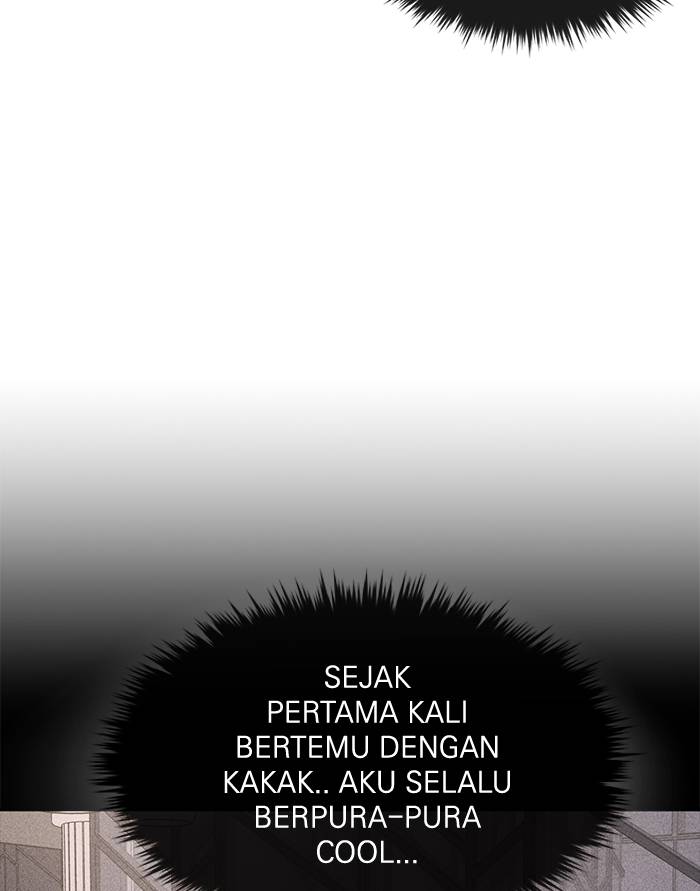 SEJAK
PERTAMA KALI
BERTEMU DENGAN
KAKAK.. AKU SELALU
BERPURA-PURA
COOL...